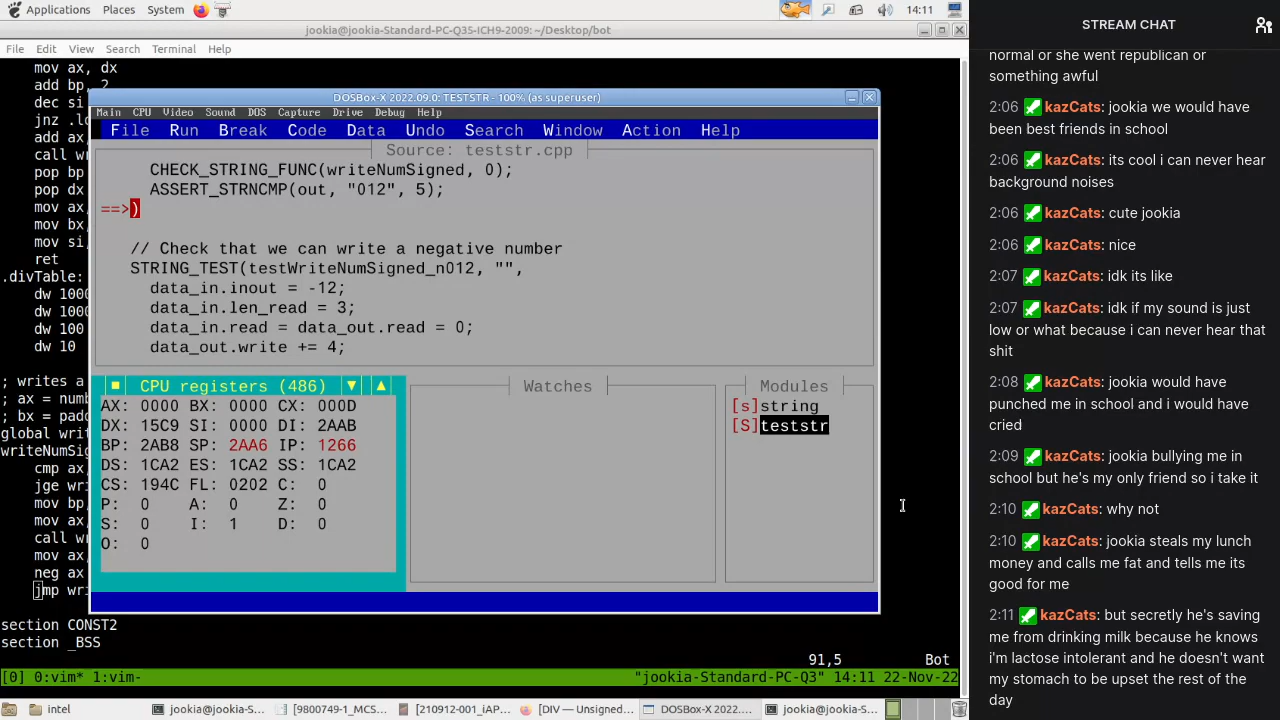 Applications Places System 14:11
jookia@jookia-Standard-PC-Q35-ICH9-2009: ~/Desktop/bot
File Edit View Search Terminal Help
mov ax, dx
add bp, 2
dec si
jnz .lo
add ax,
call wr
pop bp
pop dx
mov ax,
mov bx,
mov si,
ret
.divTable:
dw 1000
dw 1000
dw 100
dw 10
; writes a
; ax = numb
; bx = padd
global writ
writeNumSig
cmp ax,
jge wri
mov bp,
mov ax,
call wr
mov ax,
neg ax
jmp wri
section CONST2
section _BSS
91,5 Bot
[0] 0:vim* 1:vim- "jookia-Standard-PC-Q3" 14:11 22-Nov-22
DOSBox-X 2022.09.0: TESTSTR - 100% (as superuser)
Main CPU Video Sound DOS Capture Drive Debug Help
File Run Break Code Data Undo Search Window Action Help
Source: teststr.cpp
CHECK_STRING_FUNC(writeNumSigned, 0);
ASSERT_STRNCMP(out, "012", 5);
==>)
// Check that we can write a negative number
STRING_TEST(testWriteNumSigned_n012, "",
data_in.inout = -12;
data_in.len_read = 3;
data_in.read = data_out.read = 0;
data_out.write += 4;
CPU registers (486)
AX: 0000 BX: 0000 CX: 000D
DX: 15C9 SI: 0000 DI: 2AAB
BP: 2AB8 SP: 2AA6 IP: 1266
DS: 1CA2 ES: 1CA2 SS: 1CA2
CS: 194C FL: 0202 C: 0
P: 0 A: 0 Z: 0
S: 0 I: 1 D: 0
O: 0
Watches
Modules
[s]string
[S]teststr
intel jookia@jookia-S... [9800749-1_MCS... [210912-001_iAP... [DIV — Unsigned... DOSBox-X 2022.... jookia@jookia-S...
STREAM CHAT
normal or she went republican or
something awful
2:06 kazCats: jookia we would have
been best friends in school
2:06 kazCats: its cool i can never hear
background noises
2:06 kazCats: cute jookia
2:06 kazCats: nice
2:07 kazCats: idk its like
2:07 kazCats: idk if my sound is just
low or what because i can never hear that
shit
2:08 kazCats: jookia would have
punched me in school and i would have
cried
2:09 kazCats: jookia bullying me in
school but he's my only friend so i take it
2:10 kazCats: why not
2:10 kazCats: jookia steals my lunch
money and calls me fat and tells me its
good for me
2:11 kazCats: but secretly he's saving
me from drinking milk because he knows
i'm lactose intolerant and he doesn't want
my stomach to be upset the rest of the
day